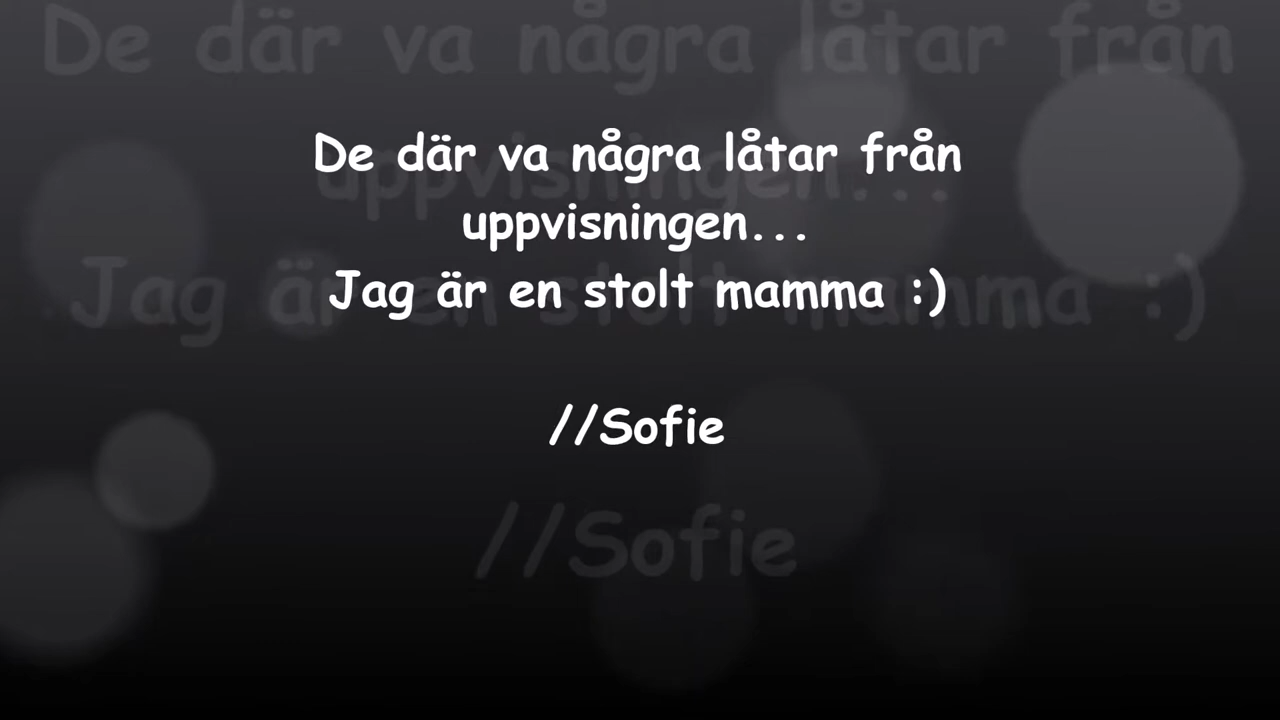 De där va några låtar från
uppvisningen...
Jag är en stolt mamma :)
//Sofie